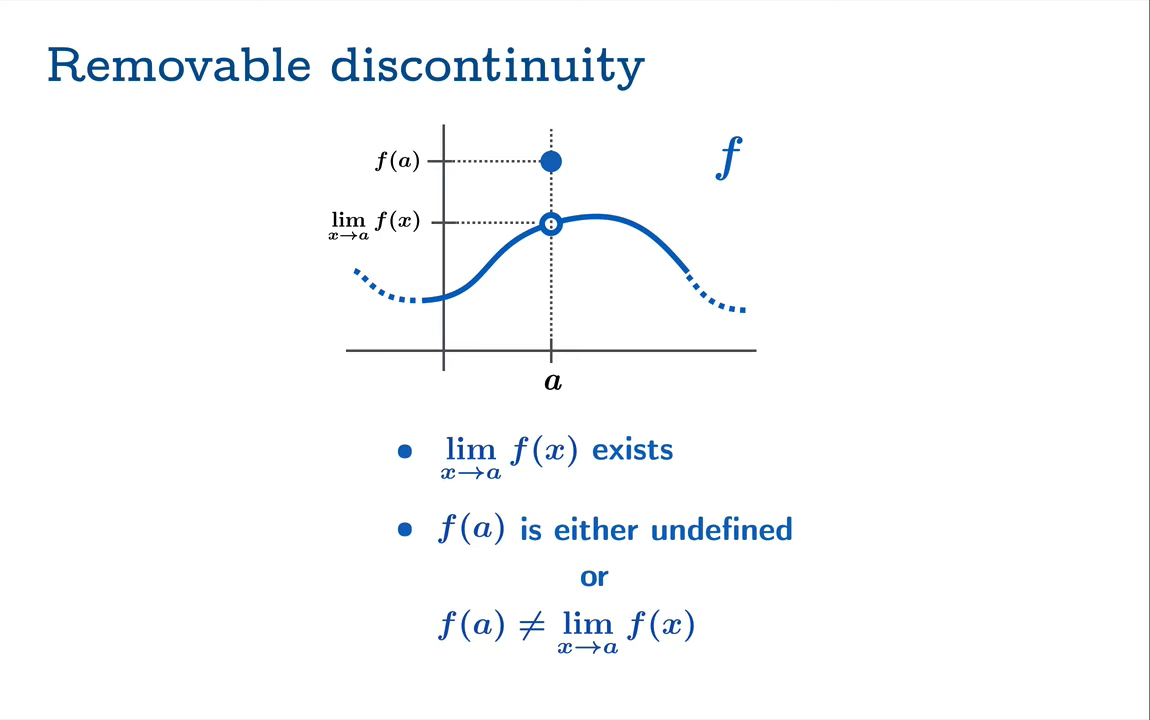 Removable discontinuity
f(a)
f
lim f(x)
x→a
a
• lim f(x) exists
x→a
• f(a) is either undefined
or
f(a) ≠ lim f(x)
x→a